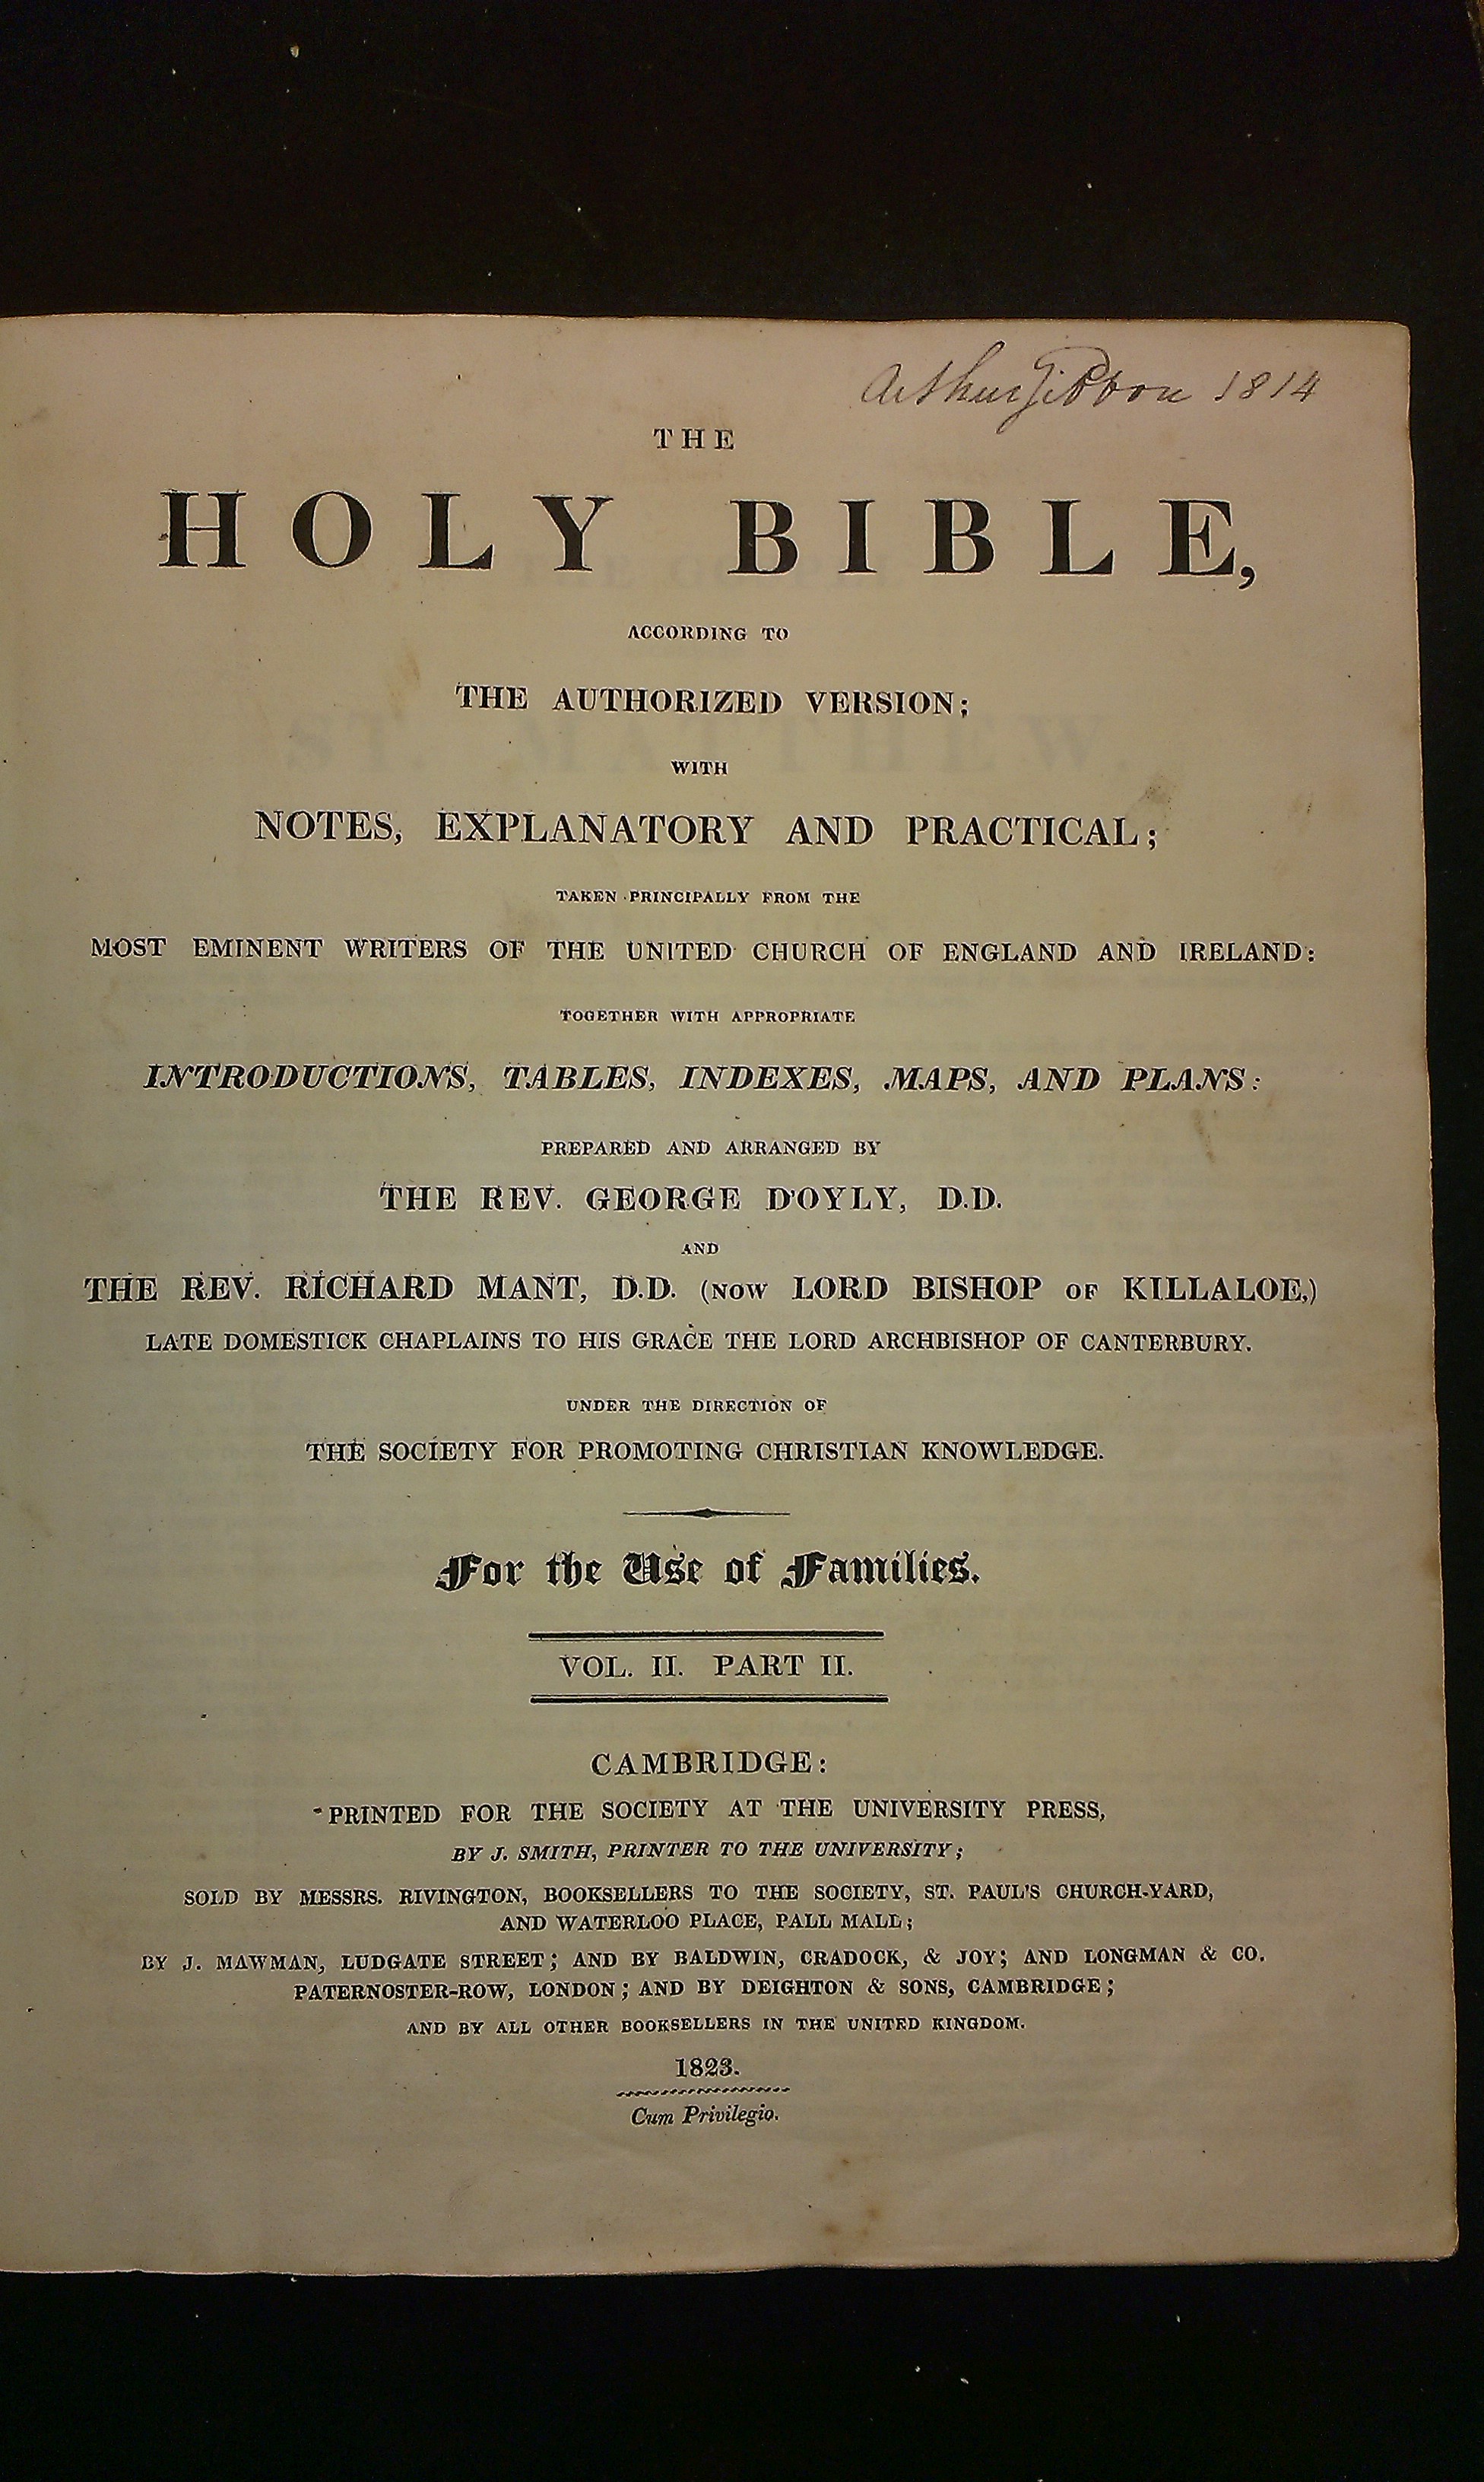 Arthur Gibbon 1814
THE
HOLY BIBLE,
ACCORDING TO
THE AUTHORIZED VERSION;
WITH
NOTES, EXPLANATORY AND PRACTICAL;
TAKEN PRINCIPALLY FROM THE
MOST EMINENT WRITERS OF THE UNITED CHURCH OF ENGLAND AND IRELAND:
TOGETHER WITH APPROPRIATE
INTRODUCTIONS, TABLES, INDEXES, MAPS, AND PLANS:
PREPARED AND ARRANGED BY
THE REV. GEORGE D'OYLY, D.D.
AND
THE REV. RICHARD MANT, D.D. (NOW LORD BISHOP OF KILLALOE,)
LATE DOMESTICK CHAPLAINS TO HIS GRACE THE LORD ARCHBISHOP OF CANTERBURY.
UNDER THE DIRECTION OF
THE SOCIETY FOR PROMOTING CHRISTIAN KNOWLEDGE.
For the Use of Families.
VOL. II. PART II.
CAMBRIDGE:
PRINTED FOR THE SOCIETY AT THE UNIVERSITY PRESS,
BY J. SMITH, PRINTER TO THE UNIVERSITY;
SOLD BY MESSRS. RIVINGTON, BOOKSELLERS TO THE SOCIETY, ST. PAUL'S CHURCH-YARD,
AND WATERLOO PLACE, PALL MALL;
BY J. MAWMAN, LUDGATE STREET; AND BY BALDWIN, CRADOCK, & JOY; AND LONGMAN & CO.
PATERNOSTER-ROW, LONDON; AND BY DEIGHTON & SONS, CAMBRIDGE;
AND BY ALL OTHER BOOKSELLERS IN THE UNITED KINGDOM.
1823.
Cum Privilegio.